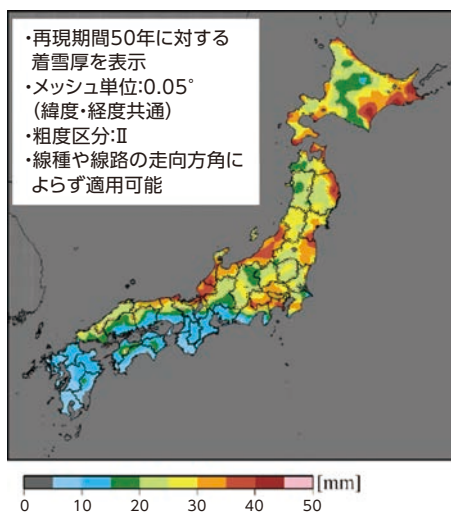 ・再現期間50年に対する
着雪厚を表示
・メッシュ単位:0.05°
（緯度・経度共通）
・粗度区分:Ⅱ
・線種や線路の走向方角に
よらず適用可能
[mm]
0 10 20 30 40 50